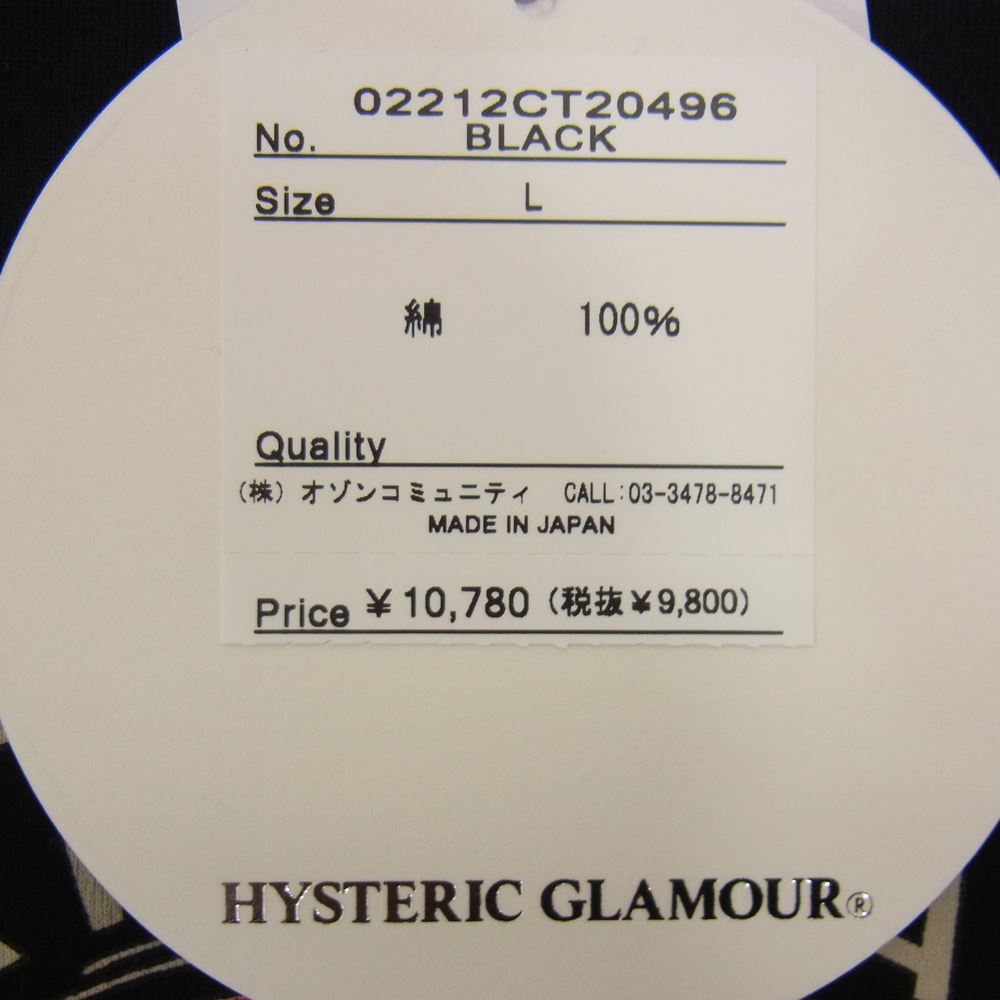 02212CT20496
No. BLACK
Size L
綿 100%
Quality
(株) オゾンコミュニティ CALL:03-3478-8471
MADE IN JAPAN
Price ¥10,780 (税抜¥9,800)
HYSTERIC GLAMOUR®